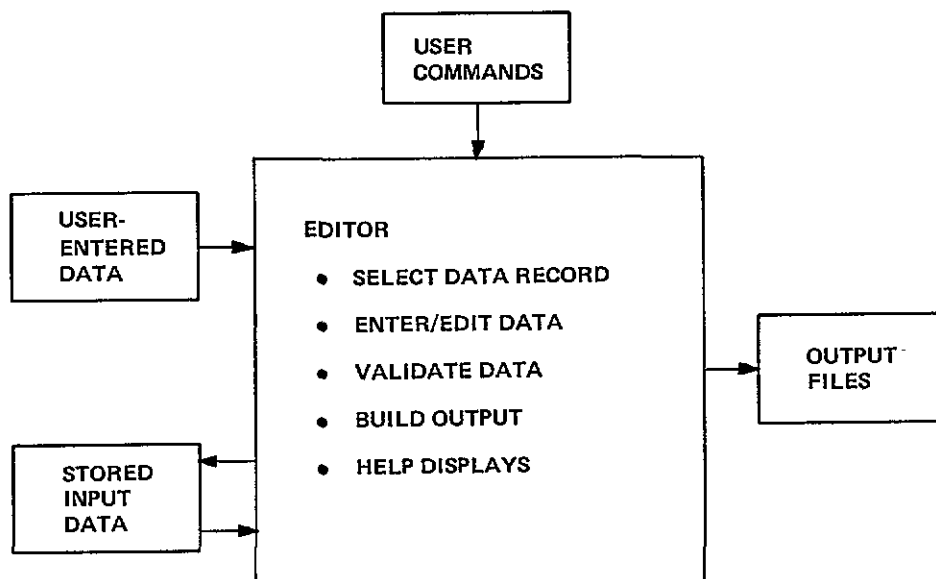 USER
COMMANDS
USER-
ENTERED
DATA
EDITOR
• SELECT DATA RECORD
• ENTER/EDIT DATA
• VALIDATE DATA
• BUILD OUTPUT
• HELP DISPLAYS
OUTPUT
FILES
STORED
INPUT
DATA